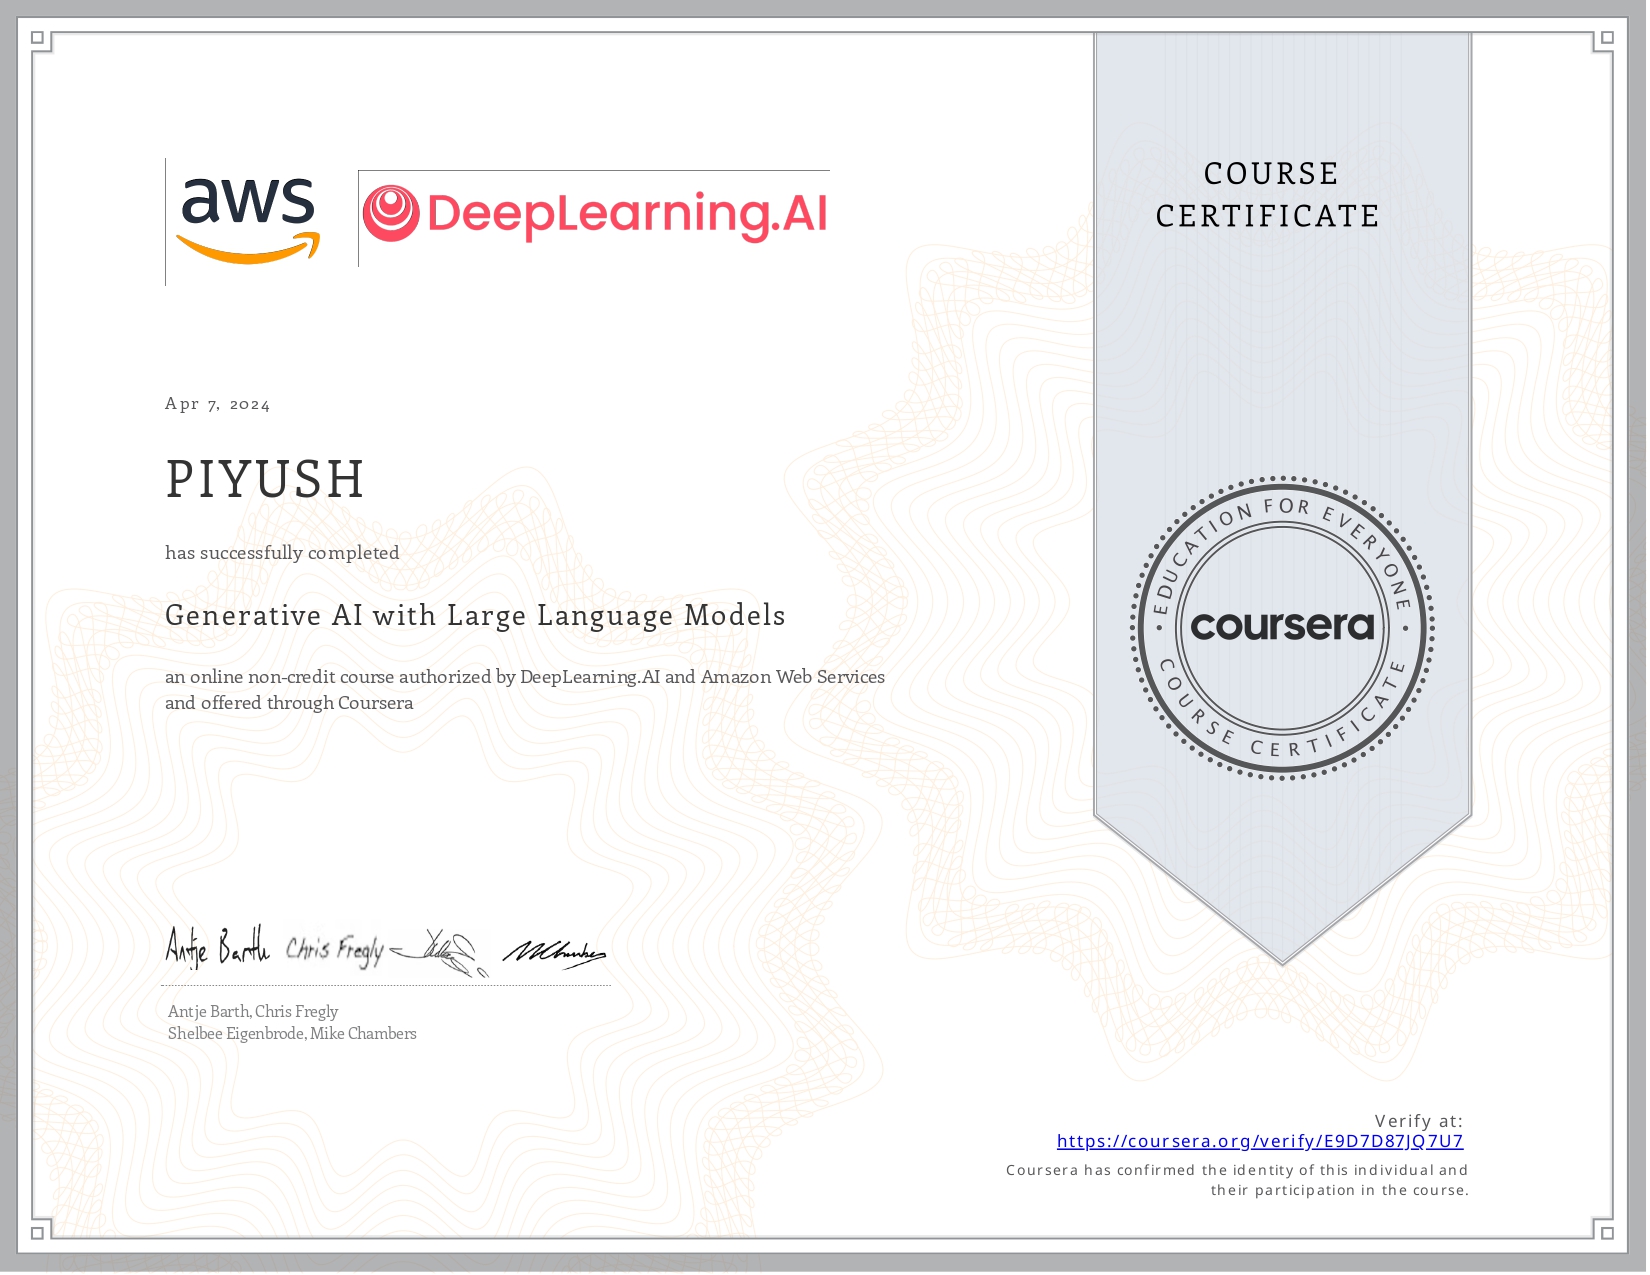 aws
DeepLearning.AI
COURSE
CERTIFICATE
Apr 7, 2024
PIYUSH
has successfully completed
Generative AI with Large Language Models
an online non-credit course authorized by DeepLearning.AI and Amazon Web Services
and offered through Coursera
EDUCATION FOR EVERYONE
coursera
COURSE CERTIFICATE
Antje Barth Chris Fregly
Antje Barth, Chris Fregly
Shelbee Eigenbrode, Mike Chambers
Verify at:
https://coursera.org/verify/E9D7D87JQ7U7
Coursera has confirmed the identity of this individual and
their participation in the course.